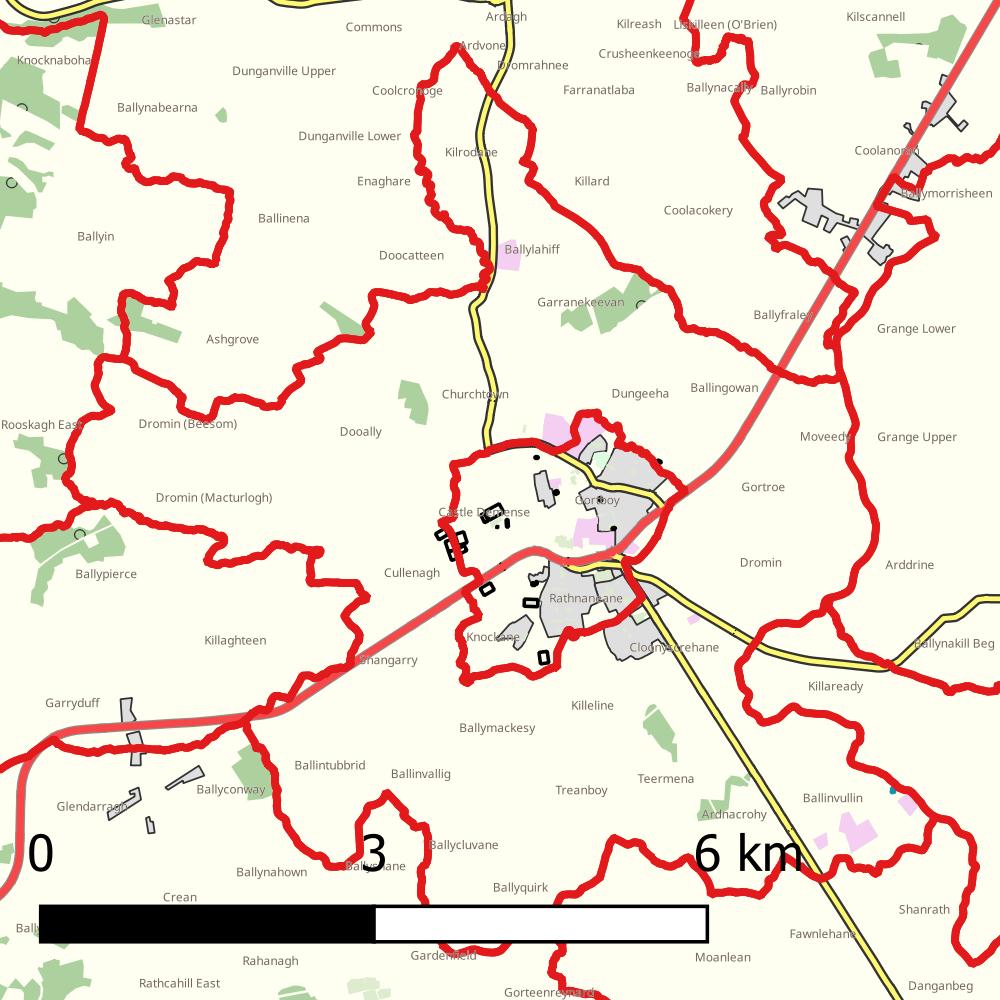 Ardagh
Glenastar
Commons
Kilreash
Liskilleen (O'Brien)
Kilscannell
Ardvone
Crusheenkeenoge
Knocknaboha
Dromrahnee
Dunganville Upper
Coolcronoge
Farranatlaba
Ballynacally
Ballyrobin
Ballynabearna
Dunganville Lower
Kilrodane
Coolanoran
Enaghare
Killard
Ballymorrisheen
Coolacokery
Ballinena
Ballyin
Doocatteen
Ballylahiff
Garranekeevan
Ballyfraley
Grange Lower
Ashgrove
Churchtown
Dungeeha
Ballingowan
Rooskagh East
Dromin (Beesom)
Dooally
Moveedy
Grange Upper
Gortroe
Dromin (Macturlogh)
Gortboy
Castle Demense
Dromin
Arddrine
Ballypierce
Cullenagh
Rathnaneane
Killaghteen
Knockane
Cloonyscrehane
Ballynakill Beg
Shangarry
Killaready
Garryduff
Killeline
Ballymackesy
Ballintubbrid
Ballinvallig
Teermena
Ballyconway
Treanboy
Ballinvullin
Glendarragh
Ardnacrohy
Ballycluvane
0 3 6 km
Ballyshane
Ballynahown
Ballyquirk
Crean
Shanrath
Bally
Fawnlehane
Gardenfield
Moanlean
Rahanagh
Rathcahill East
Danganbeg
Gorteenreynard